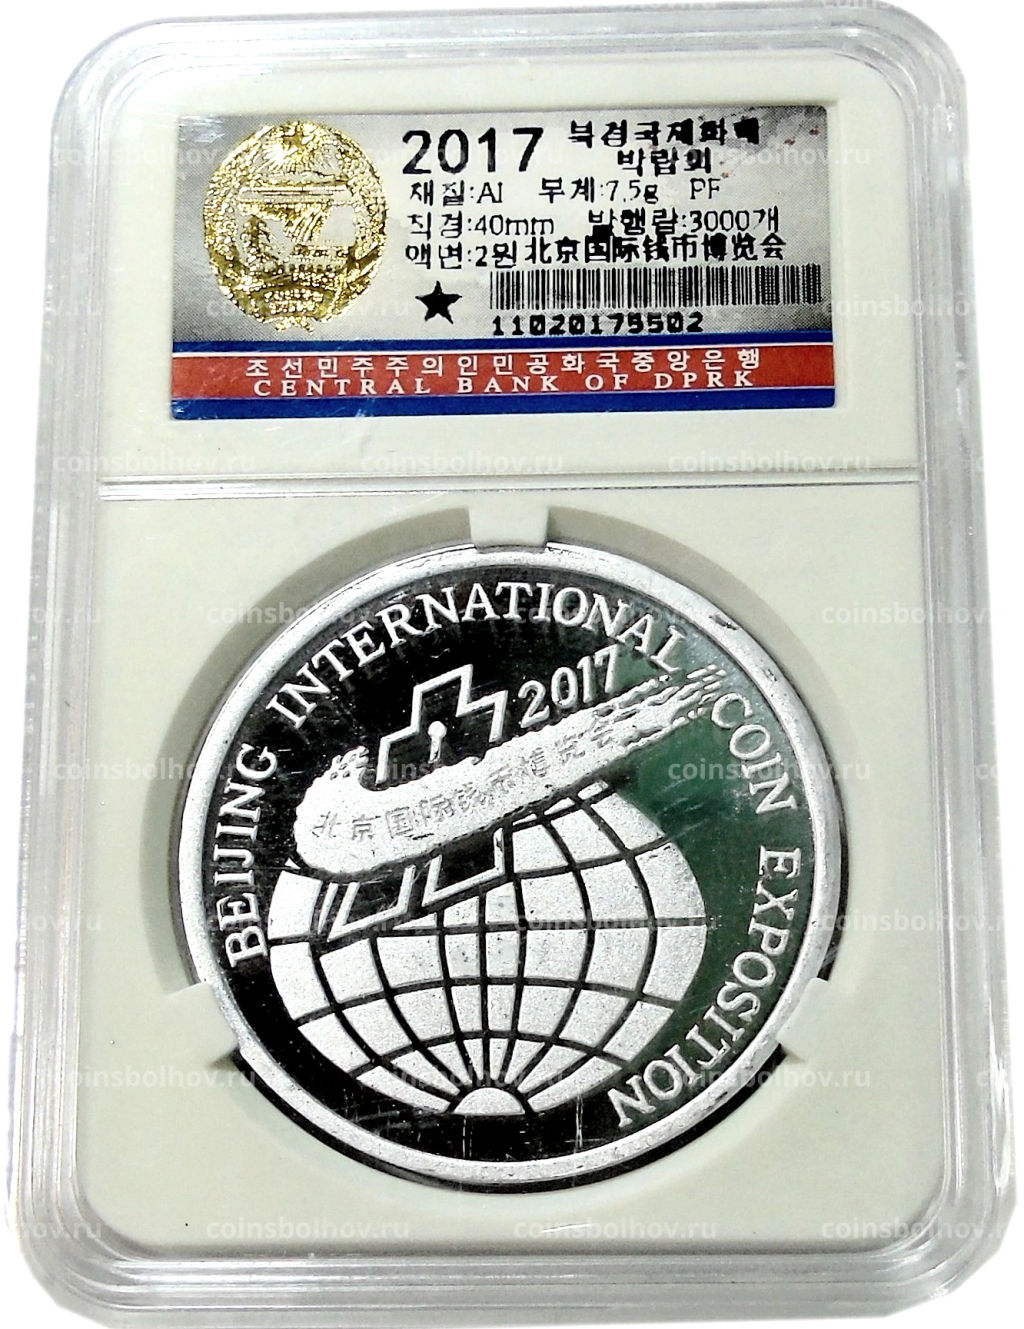 2017 북경국제화폐
박람회
재질:Al 무게:7.5g PF
직경:40mm 발행량:3000개
액면:2원 北京国际钱币博览会
11020175502
조선민주주의인민공화국중앙은행
CENTRAL BANK OF DPRK
BEIJING INTERNATIONAL COIN EXPOSITION
2017
北京国际钱币博览会
coinsbolhov.ru